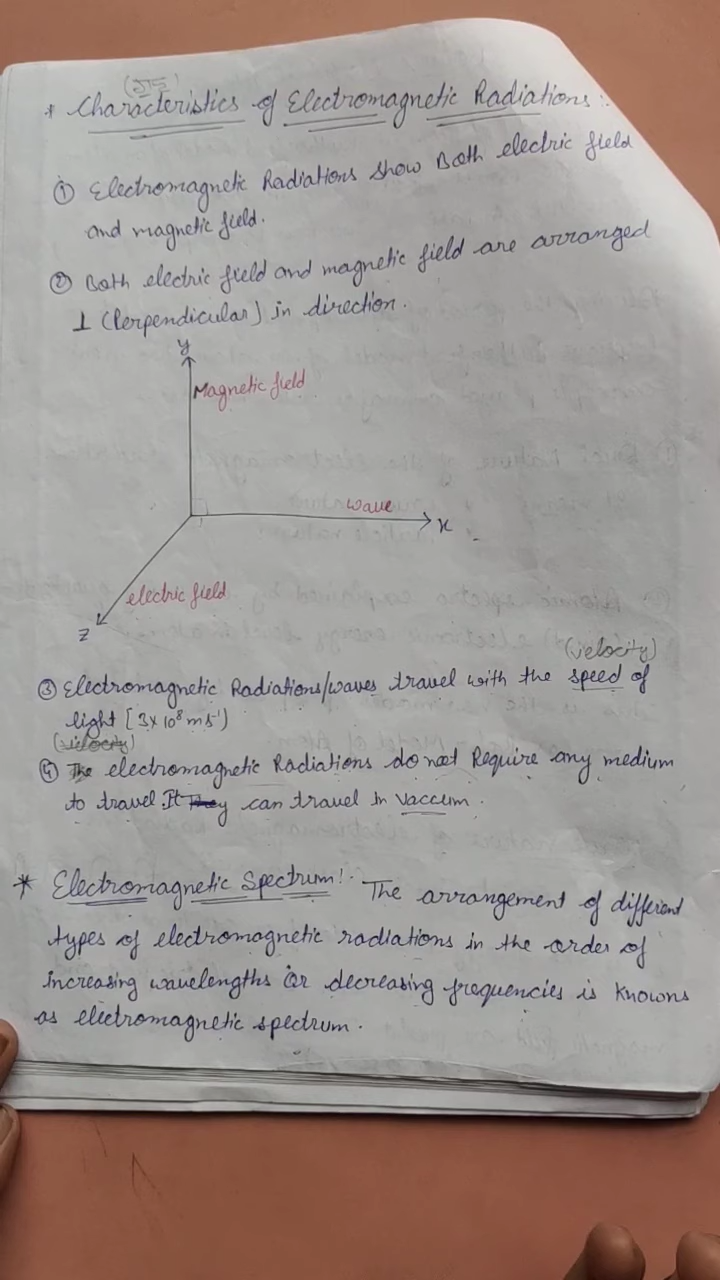 * Characteristics of Electromagnetic Radiations :.
① Electromagnetic Radiations show Both electric field
and magnetic field.
② Both electric field and magnetic field are arranged
⊥ (Perpendicular) in direction.
y
Magnetic field
wave
x
electric field
z
(velocity)
③ Electromagnetic Radiations/waves travel with the speed of
light [3x10⁸ms⁻¹)
(velocity)
④ The electromagnetic Radiations do not Require any medium
to travel It They can travel in vaccum.
* Electromagnetic Spectrum!. The arrangement of different
types of electromagnetic radiations in the order of
increasing wavelengths or decreasing frequencies is knowns
as electromagnetic spectrum.